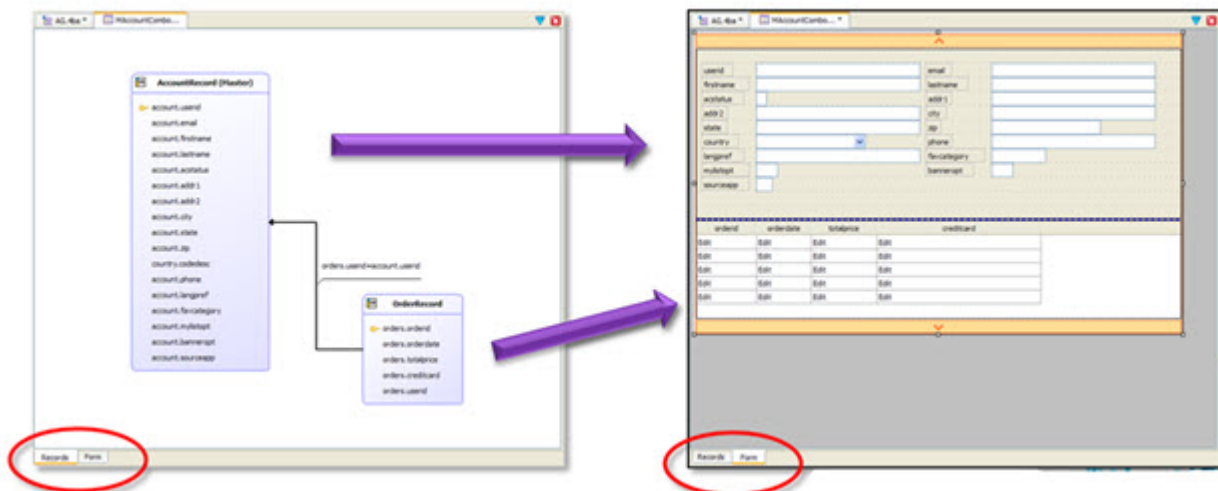 AG.4ba *
MAccountCombo...
AccountRecord (Master)
account.userid
account.email
account.firstname
account.lastname
account.acstatus
account.addr1
account.addr2
account.city
account.state
account.zip
country.codedesc
account.phone
account.langpref
account.favcategory
account.mylistopt
account.banneropt
account.sourceapp
orders.userid=account.userid
OrderRecord
orders.orderid
orders.orderdate
orders.totalprice
orders.creditcard
orders.userid
Records Form
AG.4ba *
MAccountCombo... *
userid email
firstname lastname
acstatus addr1
addr2 city
state zip
country phone
langpref favcategory
mylistopt banneropt
sourceapp
orderid orderdate totalprice creditcard
Edit Edit Edit Edit
Edit Edit Edit Edit
Edit Edit Edit Edit
Edit Edit Edit Edit
Edit Edit Edit Edit
Records Form